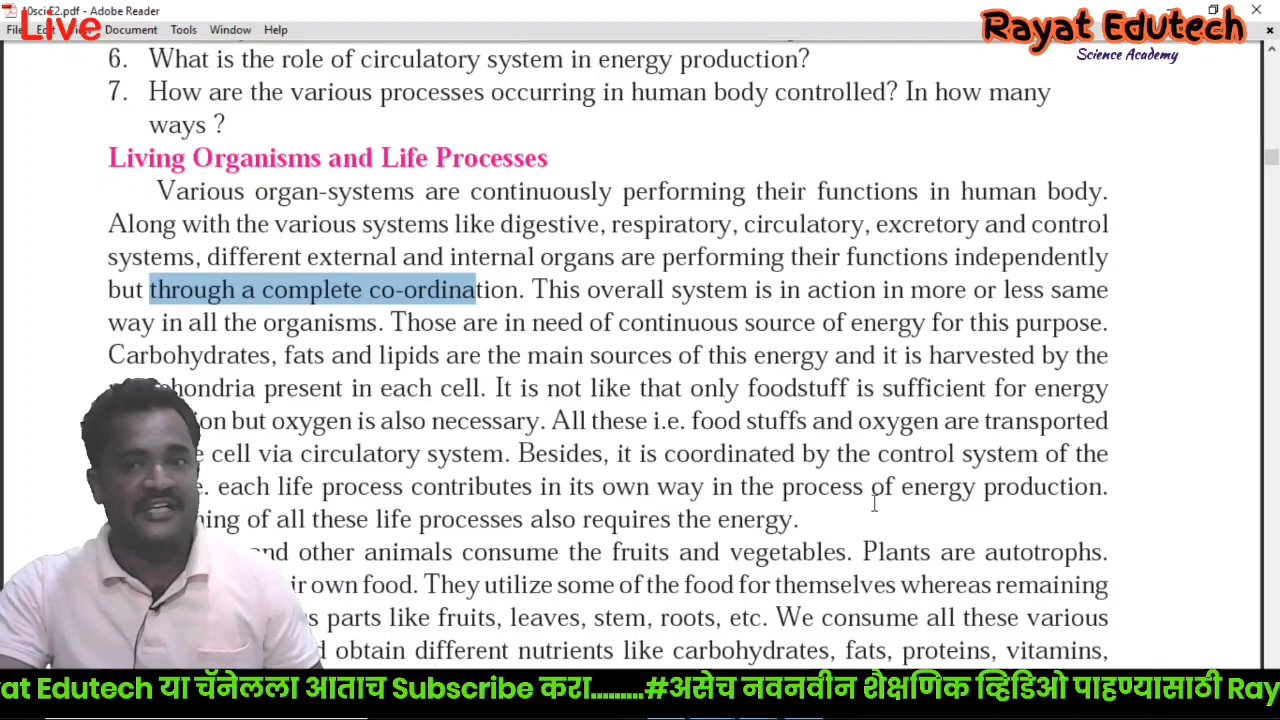 10sci E2.pdf - Adobe Reader
Live
File Edit Document Tools Window Help
Rayat Edutech
Science Academy
6. What is the role of circulatory system in energy production?
7. How are the various processes occurring in human body controlled? In how many
ways ?
Living Organisms and Life Processes
Various organ-systems are continuously performing their functions in human body.
Along with the various systems like digestive, respiratory, circulatory, excretory and control
systems, different external and internal organs are performing their functions independently
but through a complete co-ordination. This overall system is in action in more or less same
way in all the organisms. Those are in need of continuous source of energy for this purpose.
Carbohydrates, fats and lipids are the main sources of this energy and it is harvested by the
hondria present in each cell. It is not like that only foodstuff is sufficient for energy
on but oxygen is also necessary. All these i.e. food stuffs and oxygen are transported
cell via circulatory system. Besides, it is coordinated by the control system of the
each life process contributes in its own way in the process of energy production.
ning of all these life processes also requires the energy.
and other animals consume the fruits and vegetables. Plants are autotrophs.
ir own food. They utilize some of the food for themselves whereas remaining
s parts like fruits, leaves, stem, roots, etc. We consume all these various
d obtain different nutrients like carbohydrates, fats, proteins, vitamins,
yat Edutech या चॅनेलला आताच Subscribe करा.........#असेच नवनवीन शैक्षणिक व्हिडिओ पाहण्यासाठी Ray